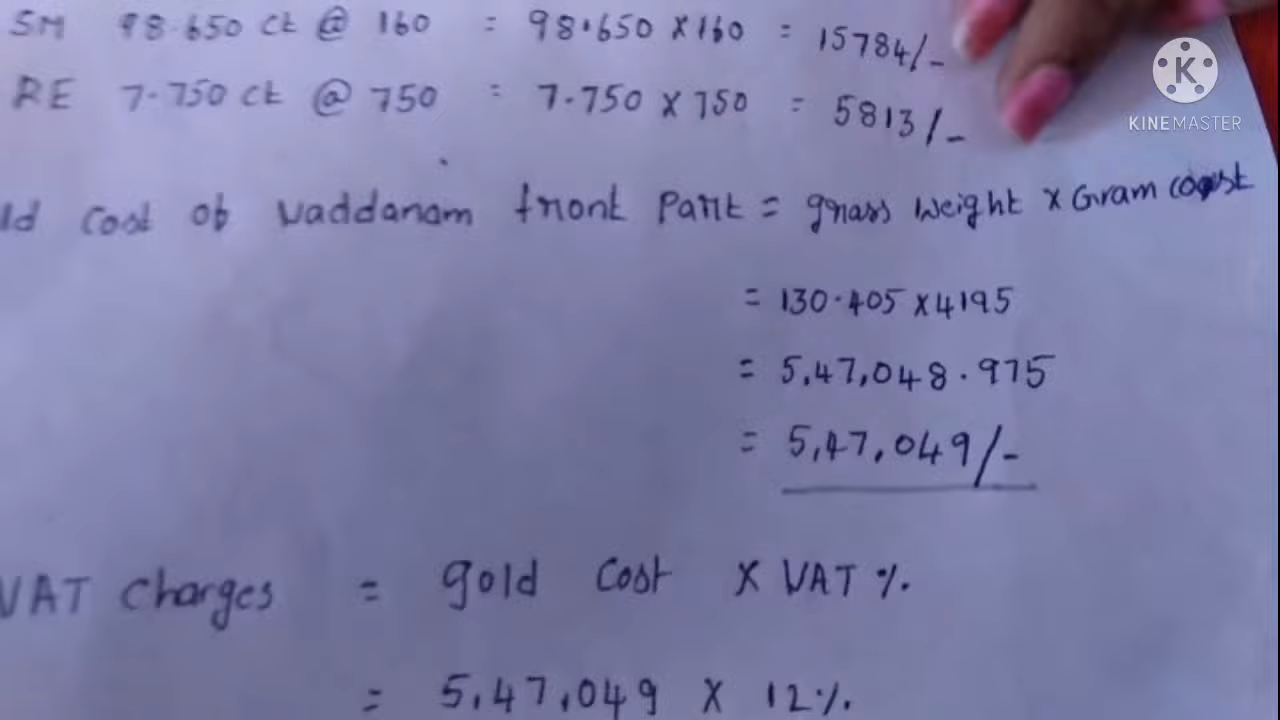 SM 98.650 ct @ 160 = 98.650 x 160 = 15784/-
RE 7.750 ct @ 750 = 7.750 x 750 = 5813/-
ld cost of vaddanam front part = grass weight x Gram cost
= 130.405 x 4195
= 5,47,048.975
= 5,47,049/-
VAT charges = gold cost x VAT %.
= 5,47,049 x 12%.
K
KINEMASTER